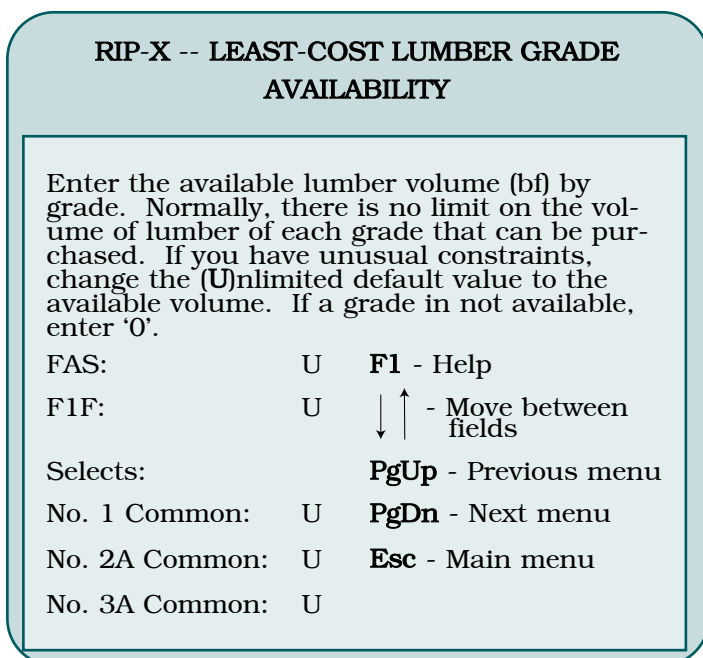 RIP-X -- LEAST-COST LUMBER GRADE
AVAILABILITY
Enter the available lumber volume (bf) by
grade.  Normally, there is no limit on the vol-
ume of lumber of each grade that can be pur-
chased.  If you have unusual constraints,
change the (U)nlimited default value to the
available volume.  If a grade in not available,
enter ‘0’.
FAS: U F1 - Help
F1F: U ↓↑ - Move between
fields
Selects: PgUp - Previous menu
No. 1 Common: U PgDn - Next menu
No. 2A Common: U Esc - Main menu
No. 3A Common: U